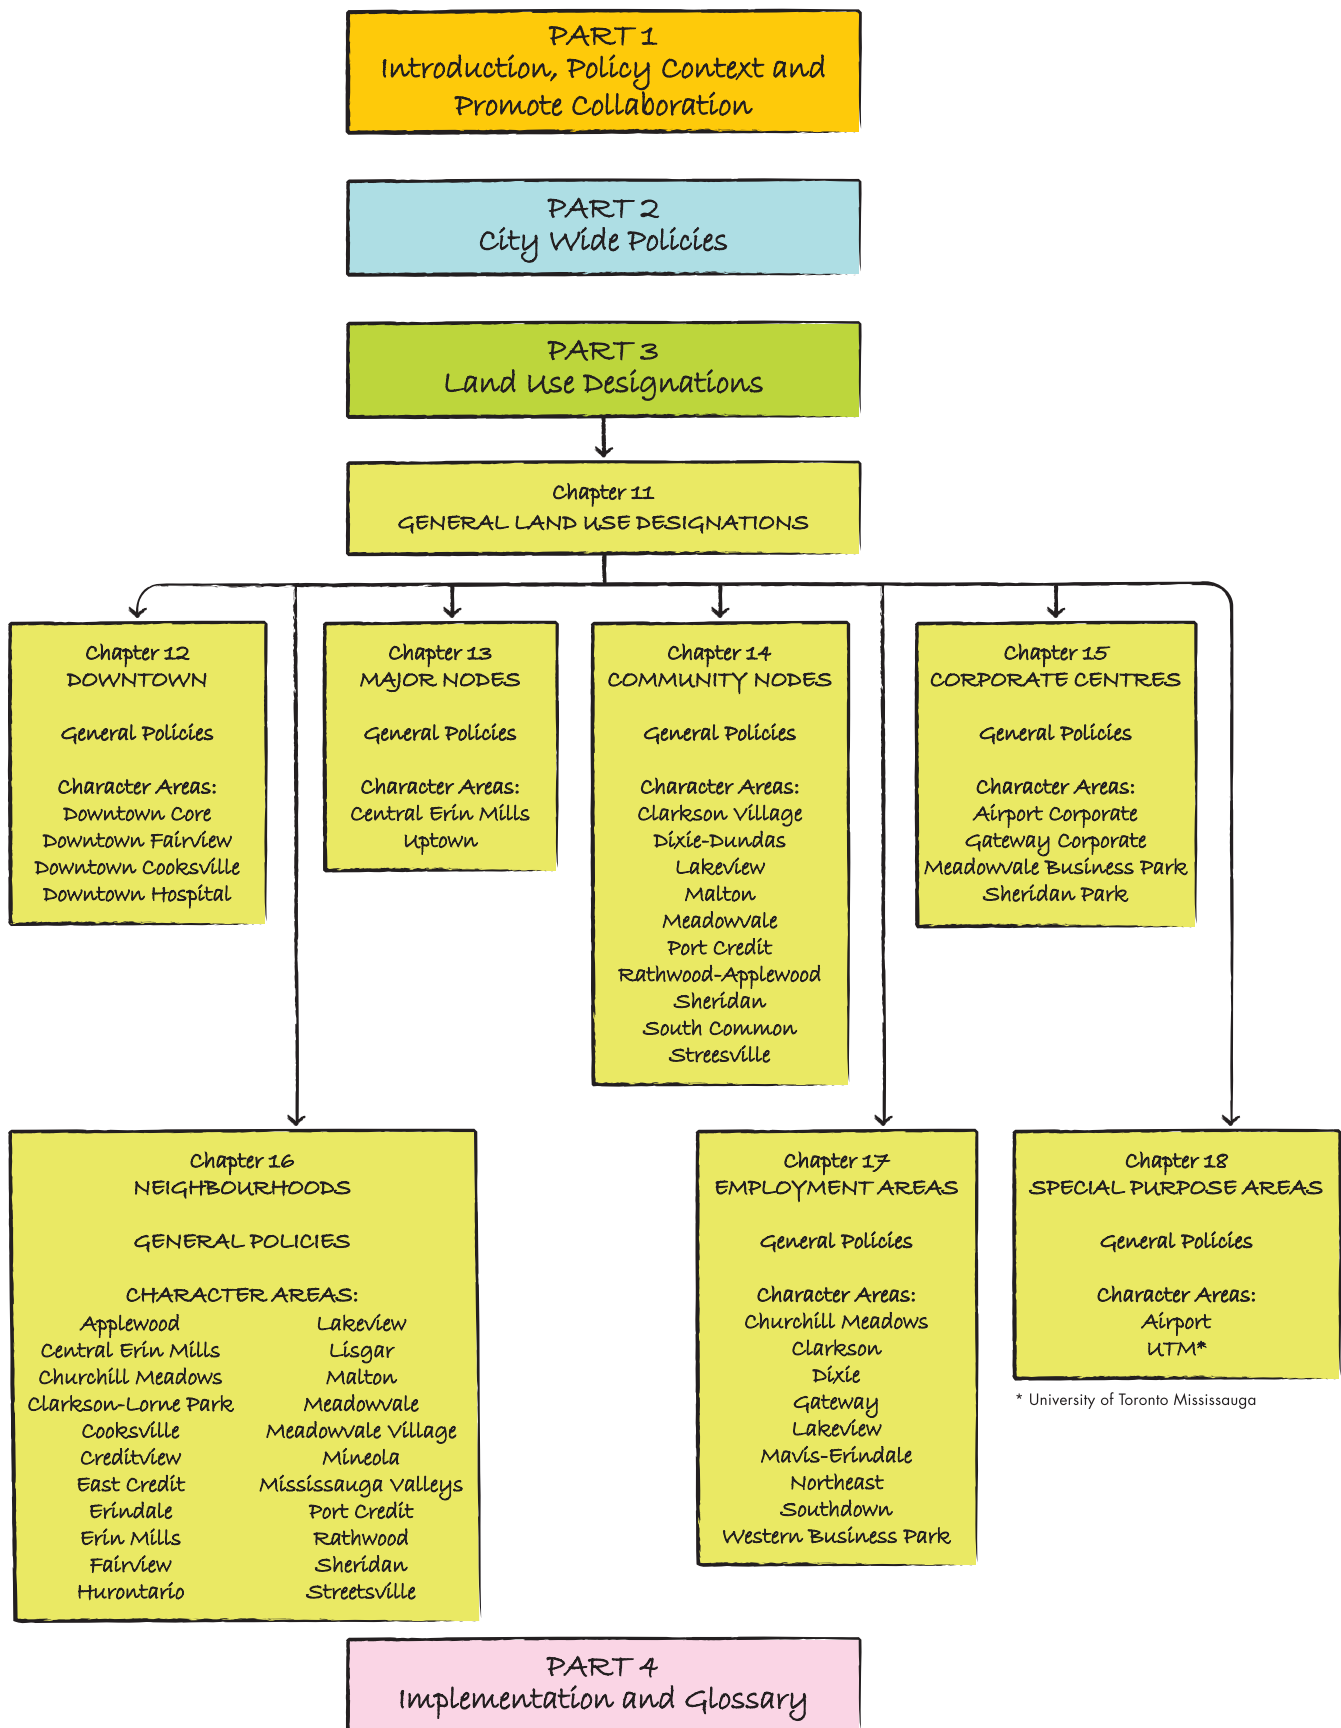 PART 1
Introduction, Policy Context and
Promote Collaboration
PART 2
City Wide Policies
PART 3
Land Use Designations
Chapter 11
GENERAL LAND USE DESIGNATIONS
Chapter 12
DOWNTOWN
General Policies
Character Areas:
Downtown Core
Downtown Fairview
Downtown Cooksville
Downtown Hospital
Chapter 13
MAJOR NODES
General Policies
Character Areas:
Central Erin Mills
Uptown
Chapter 14
COMMUNITY NODES
General Policies
Character Areas:
Clarkson Village
Dixie-Dundas
Lakeview
Malton
Meadowvale
Port Credit
Rathwood-Applewood
Sheridan
South Common
Streesville
Chapter 15
CORPORATE CENTRES
General Policies
Character Areas:
Airport Corporate
Gateway Corporate
Meadowvale Business Park
Sheridan Park
Chapter 16
NEIGHBOURHOODS
GENERAL POLICIES
CHARACTER AREAS:
Applewood
Central Erin Mills
Churchill Meadows
Clarkson-Lorne Park
Cooksville
Creditview
East Credit
Erindale
Erin Mills
Fairview
Hurontario
Lakeview
Lisgar
Malton
Meadowvale
Meadowvale Village
Mineola
Mississauga Valleys
Port Credit
Rathwood
Sheridan
Streetsville
Chapter 17
EMPLOYMENT AREAS
General Policies
Character Areas:
Churchill Meadows
Clarkson
Dixie
Gateway
Lakeview
Mavis-Erindale
Northeast
Southdown
Western Business Park
Chapter 18
SPECIAL PURPOSE AREAS
General Policies
Character Areas:
Airport
UTM*
* University of Toronto Mississauga
PART 4
Implementation and Glossary